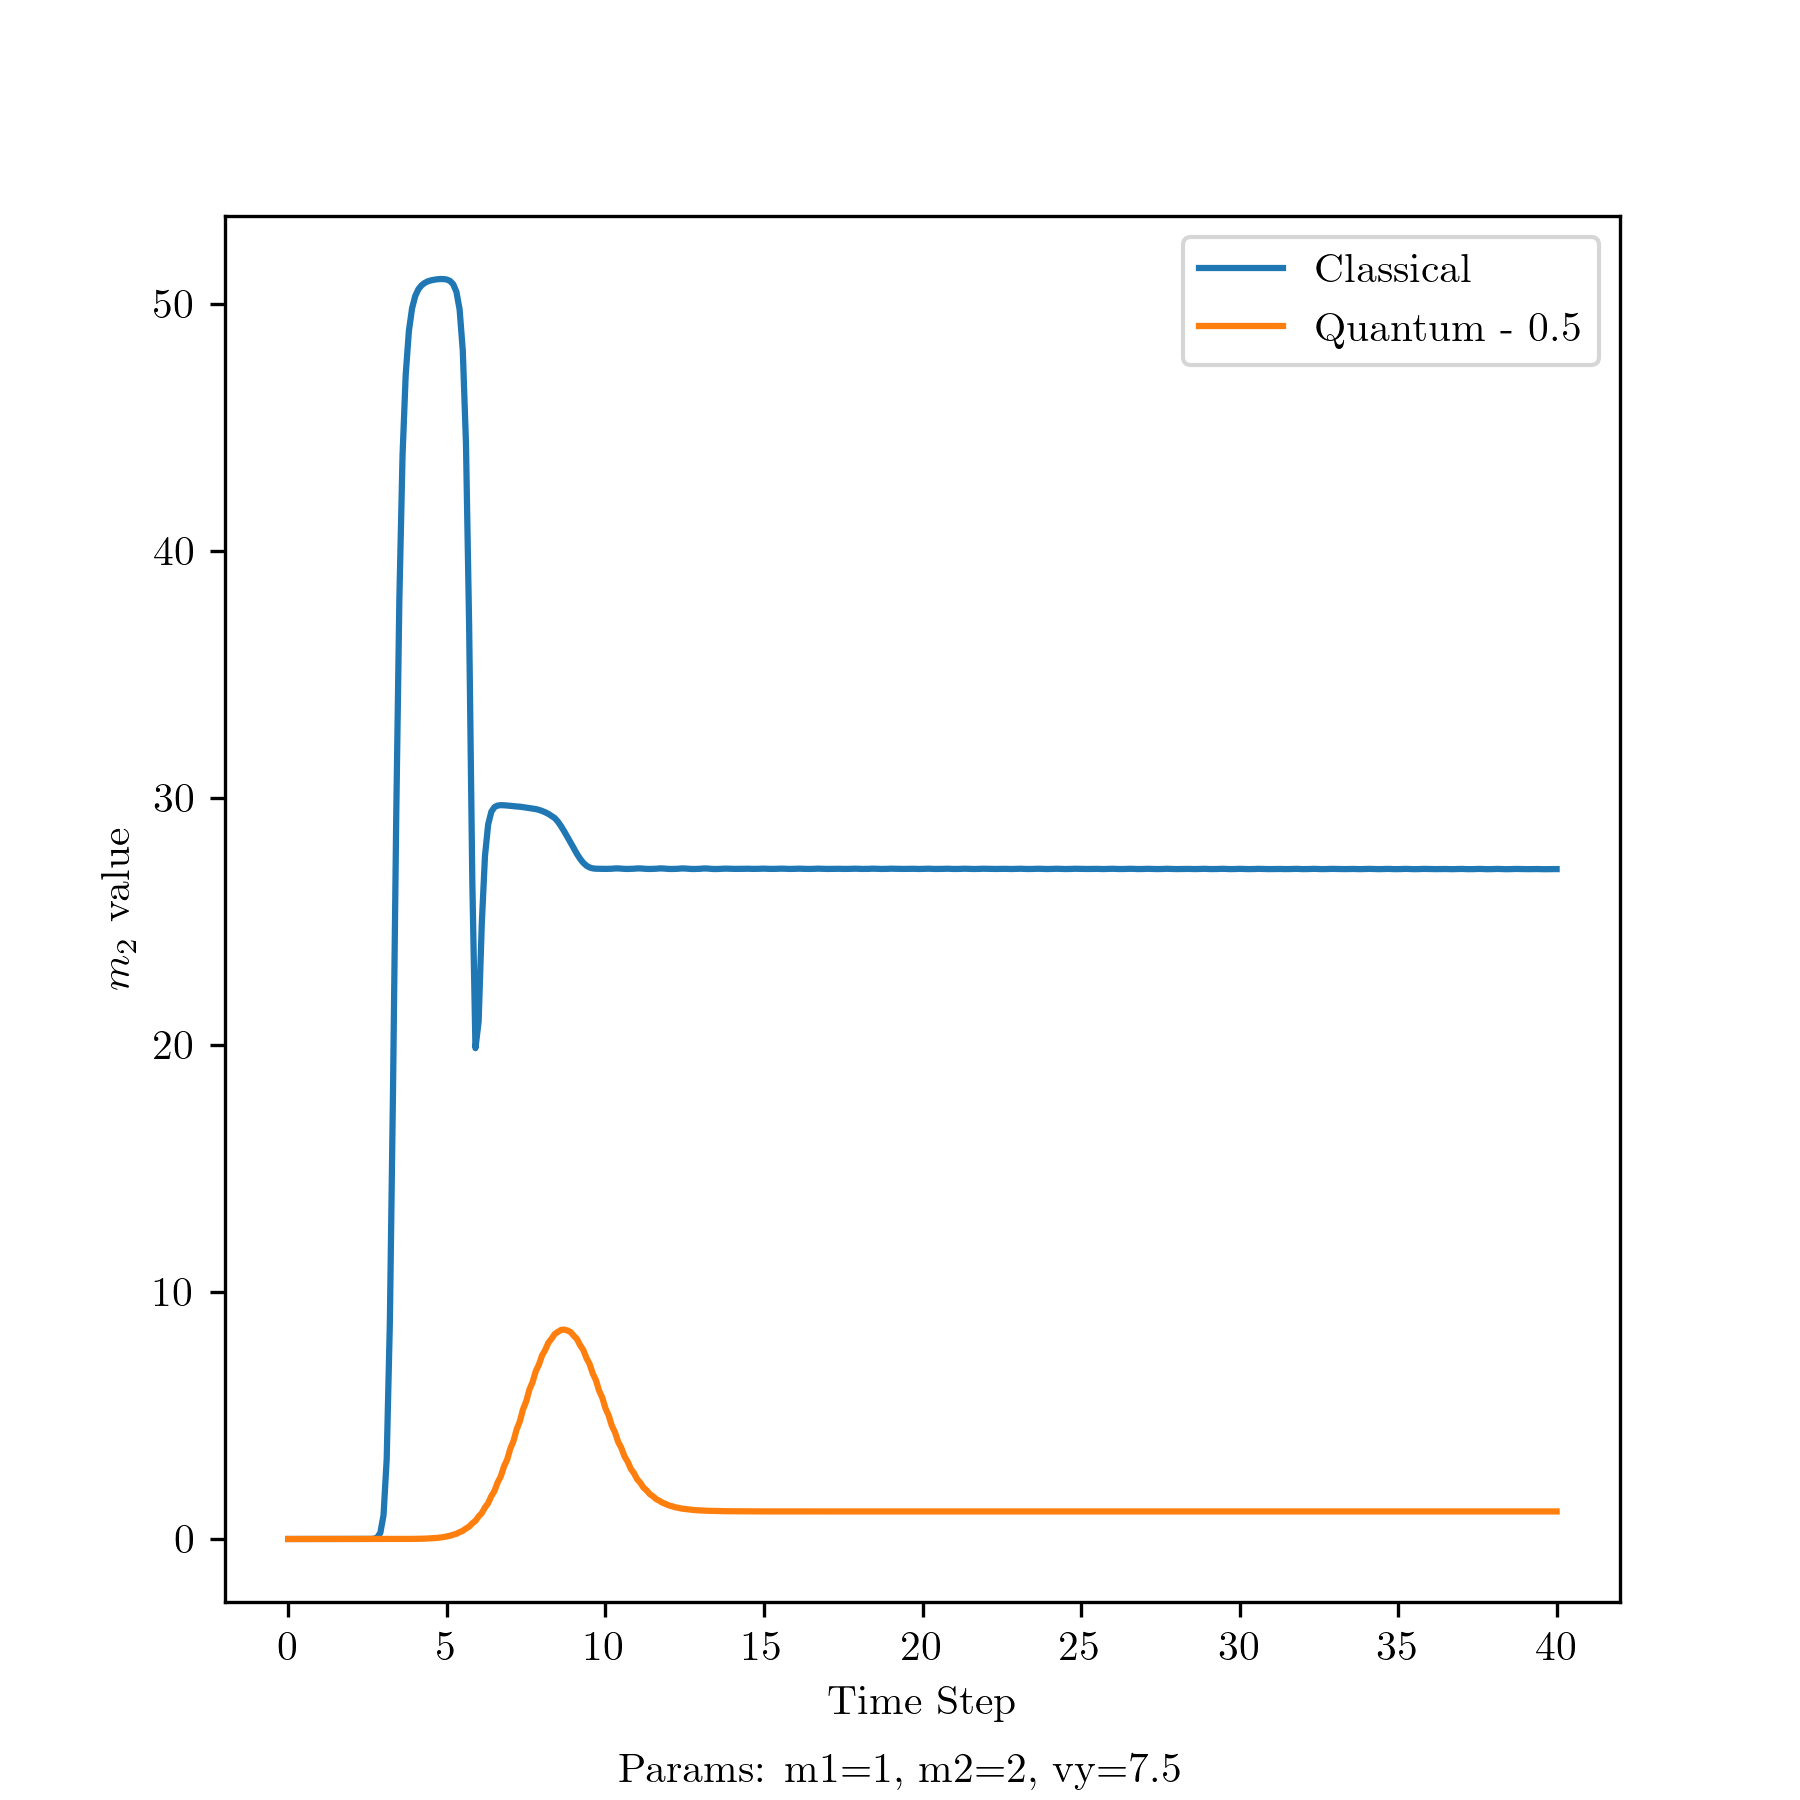 Classical
Quantum - 0.5
50
40
30
20
10
0
m₂ value
0 5 10 15 20 25 30 35 40
Time Step
Params: m1=1, m2=2, vy=7.5